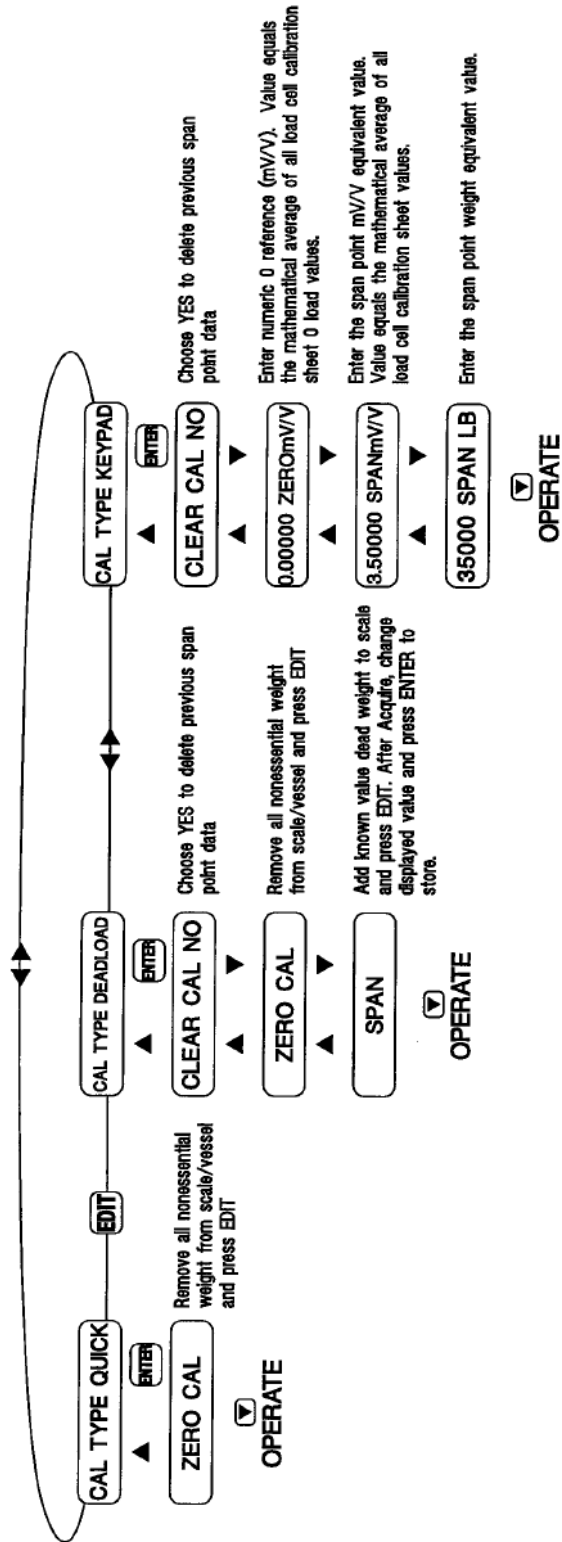 CAL TYPE QUICK
ENTER
ZERO CAL
Remove all nonessential
weight from scale/vessel
and press EDIT
OPERATE
EDIT
CAL TYPE DEADLOAD
ENTER
CLEAR CAL NO
Choose YES to delete previous span
point data
ZERO CAL
Remove all nonessential weight
from scale/vessel and press EDIT
SPAN
Add known value dead weight to scale
and press EDIT. After Acquire, change
displayed value and press ENTER to
store.
OPERATE
CAL TYPE KEYPAD
ENTER
CLEAR CAL NO
Choose YES to delete previous span
point data
0.00000 ZEROmV/V
Enter numeric 0 reference (mV/V). Value equals
the mathematical average of all load cell calibration
sheet 0 load values.
3.50000 SPANmV/V
Enter the span point mV/V equivalent value.
Value equals the mathematical average of all
load cell calibration sheet values.
35000 SPAN LB
Enter the span point weight equivalent value.
OPERATE